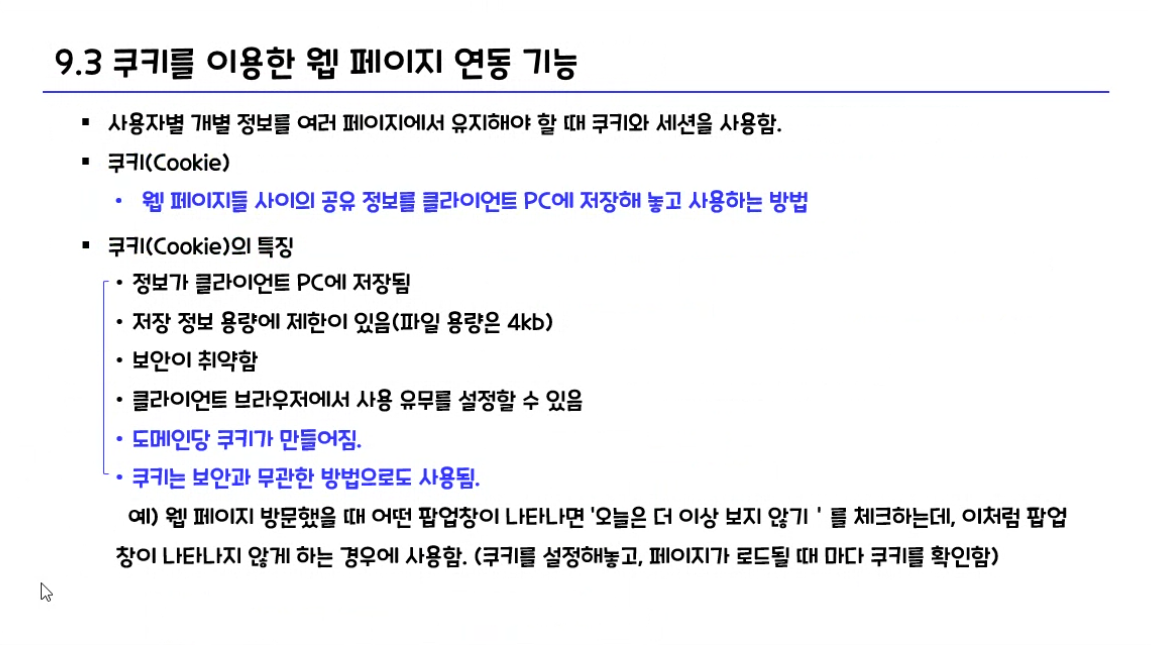 9.3 쿠키를 이용한 웹 페이지 연동 기능
▪ 사용자별 개별 정보를 여러 페이지에서 유지해야 할 때 쿠키와 세션을 사용함.
▪ 쿠키(Cookie)
• 웹 페이지들 사이의 공유 정보를 클라이언트 PC에 저장해 놓고 사용하는 방법
▪ 쿠키(Cookie)의 특징
• 정보가 클라이언트 PC에 저장됨
• 저장 정보 용량에 제한이 있음(파일 용량은 4kb)
• 보안이 취약함
• 클라이언트 브라우저에서 사용 유무를 설정할 수 있음
• 도메인당 쿠키가 만들어짐.
• 쿠키는 보안과 무관한 방법으로도 사용됨.
예) 웹 페이지 방문했을 때 어떤 팝업창이 나타나면 '오늘은 더 이상 보지 않기 ' 를 체크하는데, 이처럼 팝업
창이 나타나지 않게 하는 경우에 사용함. (쿠키를 설정해놓고, 페이지가 로드될 때 마다 쿠키를 확인함)